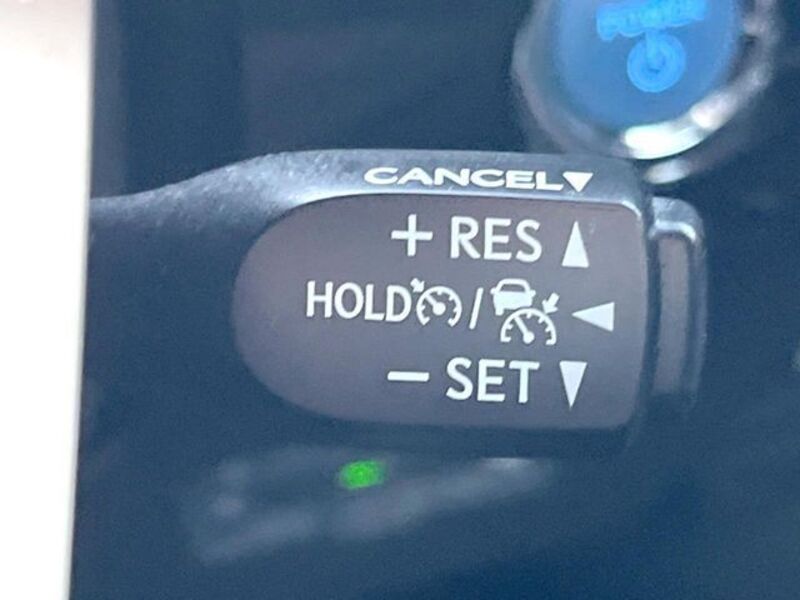 CANCEL▼
+ RES ▲
HOLD / ◀
− SET ▼